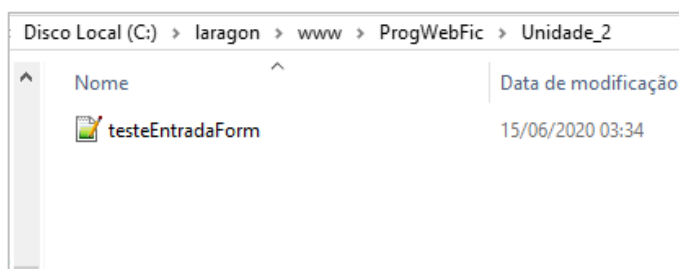 Disco Local (C:) > laragon > www > ProgWebFic > Unidade_2
Nome Data de modificação
testeEntradaForm 15/06/2020 03:34